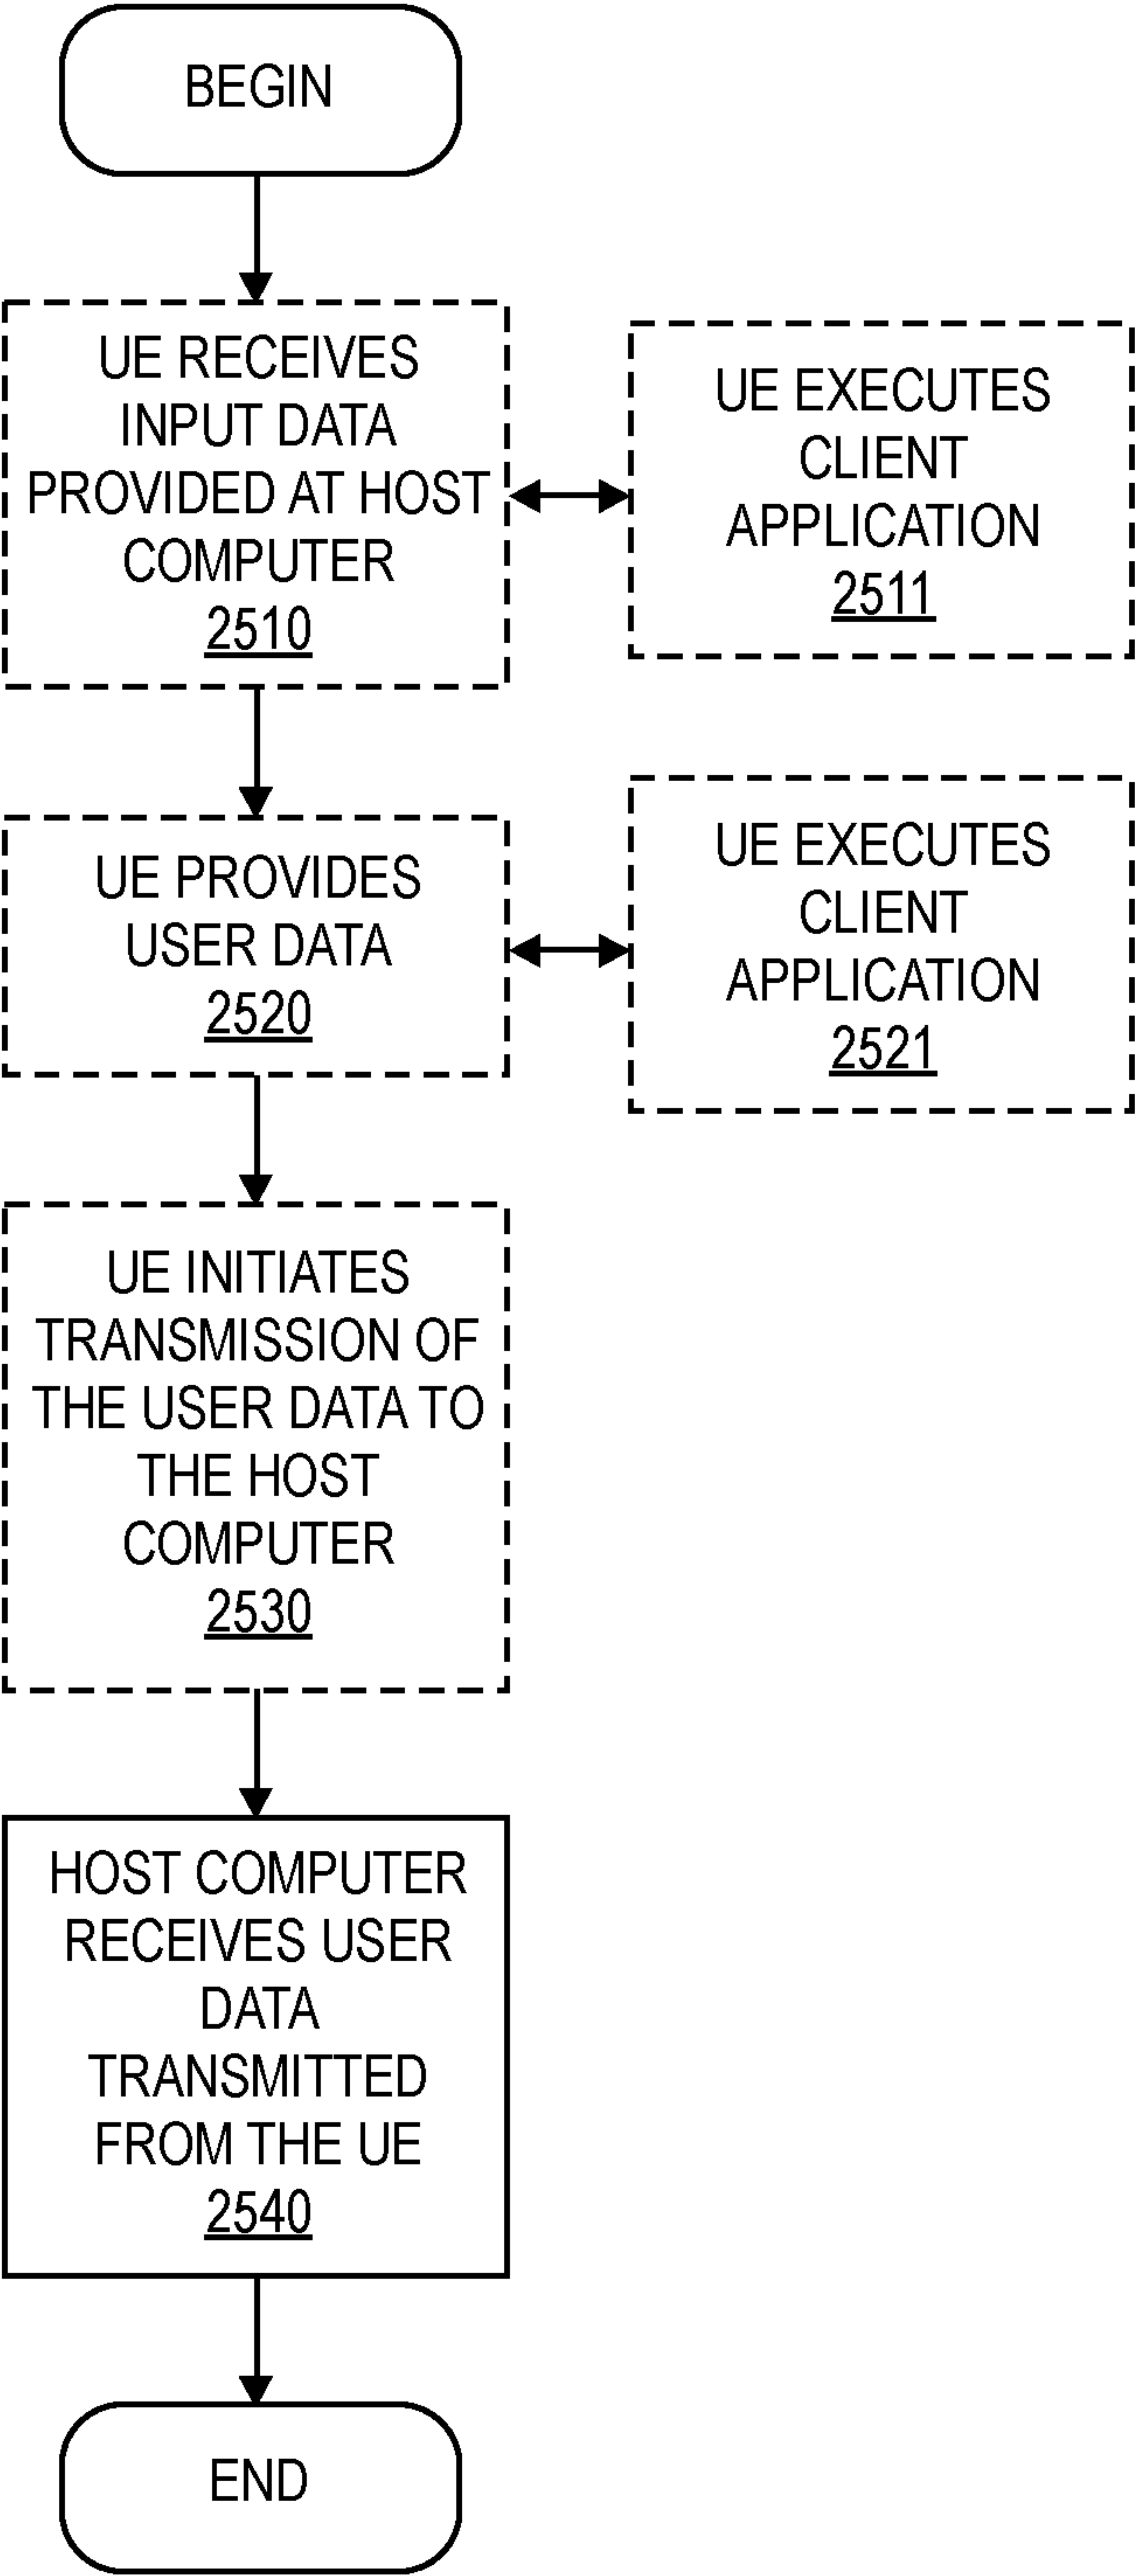 BEGIN
UE RECEIVES
INPUT DATA
PROVIDED AT HOST
COMPUTER
2510
UE EXECUTES
CLIENT
APPLICATION
2511
UE PROVIDES
USER DATA
2520
UE EXECUTES
CLIENT
APPLICATION
2521
UE INITIATES
TRANSMISSION OF
THE USER DATA TO
THE HOST
COMPUTER
2530
HOST COMPUTER
RECEIVES USER
DATA
TRANSMITTED
FROM THE UE
2540
END